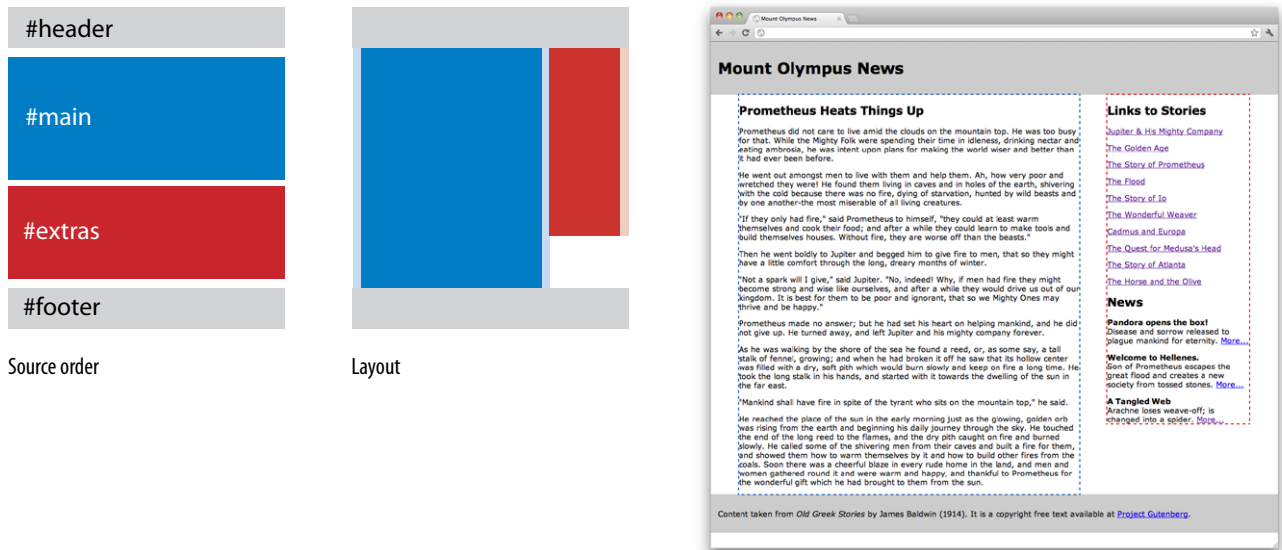 #header
#main
#extras
#footer
Source order
Layout
Mount Olympus News
Mount Olympus News
Prometheus Heats Things Up
Prometheus did not care to live amid the clouds on the mountain top. He was too busy
for that. While the Mighty Folk were spending their time in idleness, drinking nectar and
eating ambrosia, he was intent upon plans for making the world wiser and better than
it had ever been before.
He went out amongst men to live with them and help them. Ah, how very poor and
wretched they were! He found them living in caves and in holes of the earth, shivering
with the cold because there was no fire, dying of starvation, hunted by wild beasts and
by one another-the most miserable of all living creatures.
"If they only had fire," said Prometheus to himself, "they could at least warm
themselves and cook their food; and after a while they could learn to make tools and
build themselves houses. Without fire, they are worse off than the beasts."
Then he went boldly to Jupiter and begged him to give fire to men, that so they might
have a little comfort through the long, dreary months of winter.
"Not a spark will I give," said Jupiter. "No, indeed! Why, if men had fire they might
become strong and wise like ourselves, and after a while they would drive us out of our
kingdom. It is best for them to be poor and ignorant, that so we Mighty Ones may
thrive and be happy."
Prometheus made no answer; but he had set his heart on helping mankind, and he did
not give up. He turned away, and left Jupiter and his mighty company forever.
As he was walking by the shore of the sea he found a reed, or, as some say, a tall
stalk of fennel, growing; and when he had broken it off he saw that its hollow center
was filled with a dry, soft pith which would burn slowly and keep on fire a long time. He
took the long stalk in his hands, and started with it towards the dwelling of the sun in
the far east.
"Mankind shall have fire in spite of the tyrant who sits on the mountain top," he said.
He reached the place of the sun in the early morning just as the glowing, golden orb
was rising from the earth and beginning his daily journey through the sky. He touched
the end of the long reed to the flames, and the dry pith caught on fire and burned
slowly. He called some of the shivering men from their caves and built a fire for them,
and showed them how to warm themselves by it and how to build other fires from the
coals. Soon there was a cheerful blaze in every rude home in the land, and men and
women gathered round it and were warm and happy, and thankful to Prometheus for
the wonderful gift which he had brought to them from the sun.
Links to Stories
Jupiter & His Mighty Company
The Golden Age
The Story of Prometheus
The Flood
The Story of Io
The Wonderful Weaver
Cadmus and Europa
The Quest for Medusa's Head
The Story of Atlanta
The Horse and the Olive
News
Pandora opens the box!
Disease and sorrow released to
plague mankind for eternity. More...
Welcome to Hellenes.
Son of Prometheus escapes the
great flood and creates a new
society from tossed stones. More...
A Tangled Web
Arachne loses weave-off; is
changed into a spider. More...
Content taken from Old Greek Stories by James Baldwin (1914). It is a copyright free text available at Project Gutenberg.